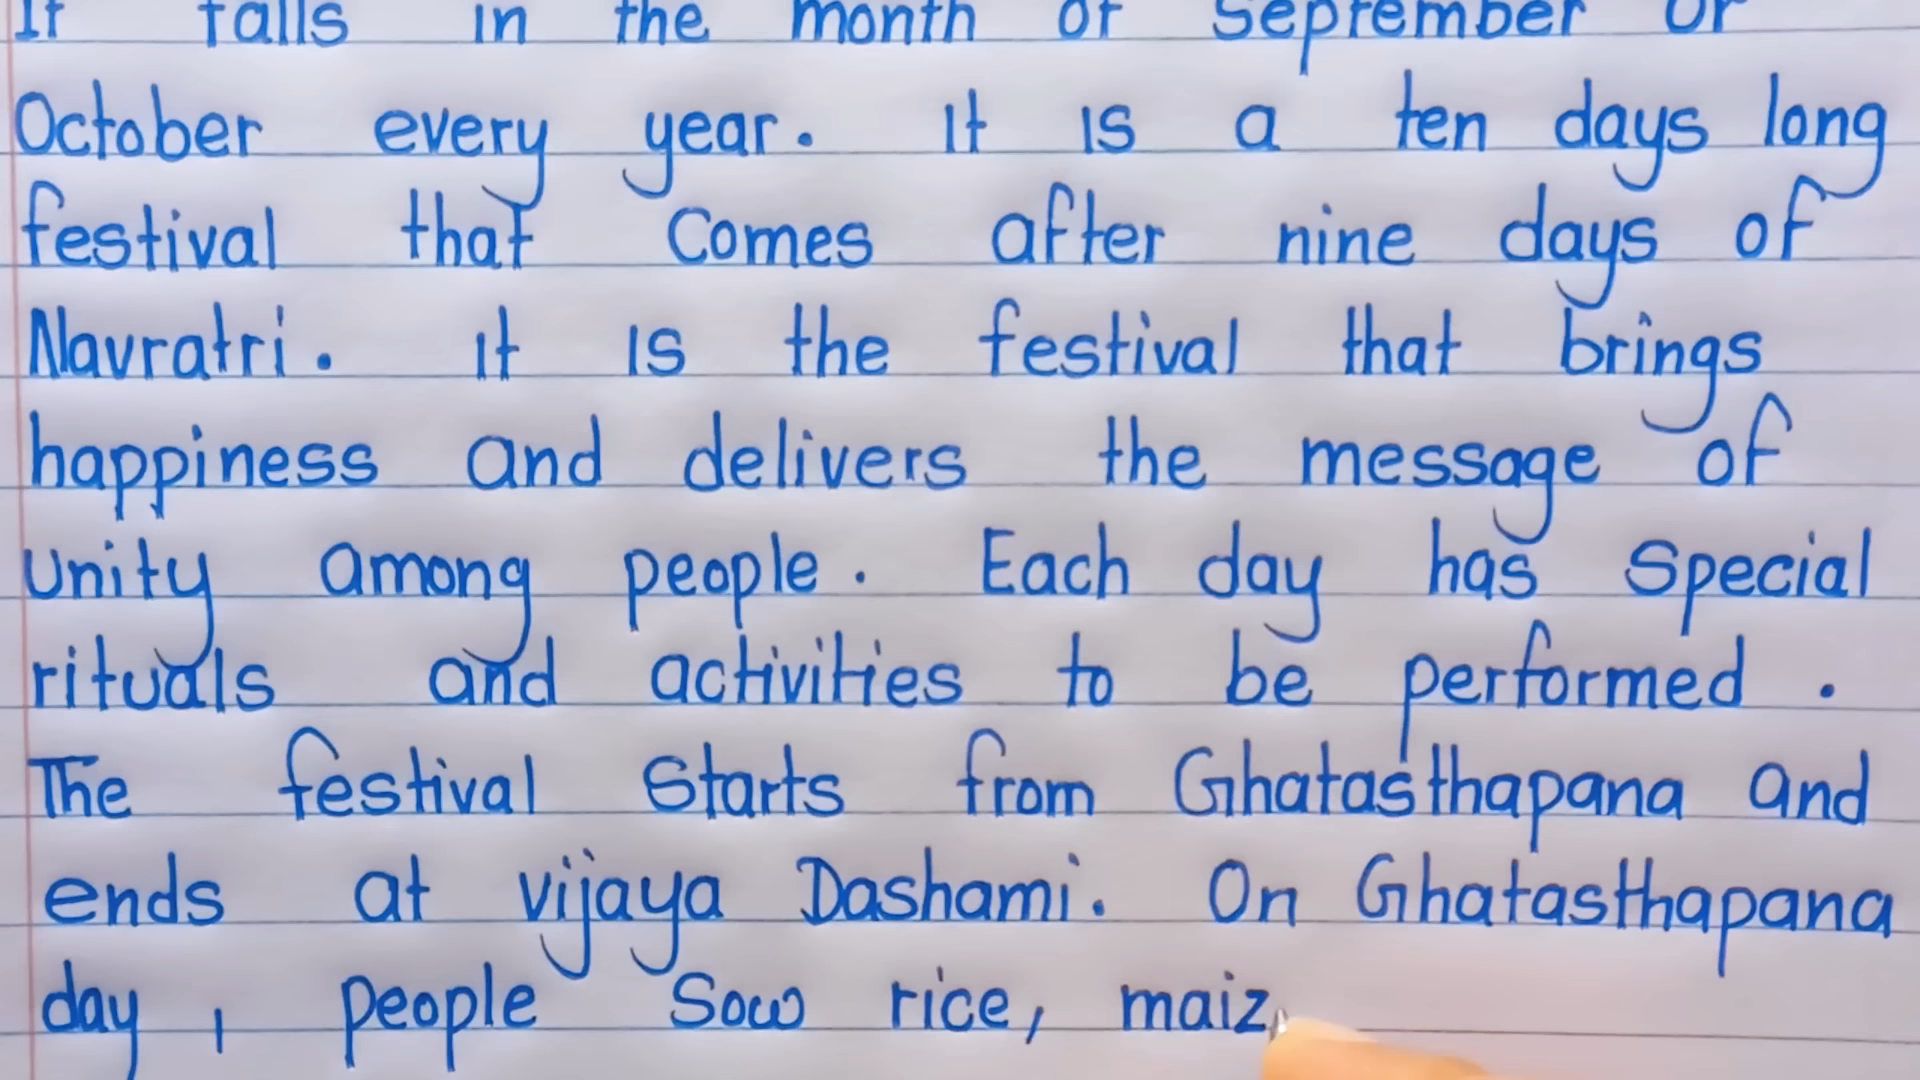 It falls in the month of September or
October every year. It is a ten days long
festival that Comes after nine days of
Navratri. It is the festival that brings
happiness and delivers the message of
Unity among people. Each day has special
rituals and activities to be performed.
The festival starts from Ghatasthapana and
ends at vijaya Dashami. On Ghatasthapana
day, people Sow rice, maiz